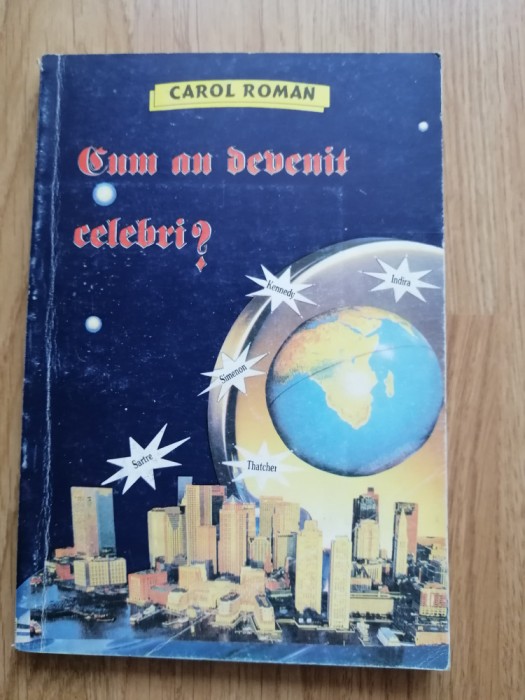 CAROL ROMAN
Cum au devenit
celebri?
Kennedy
Indira
Simenon
Sartre
Thatcher